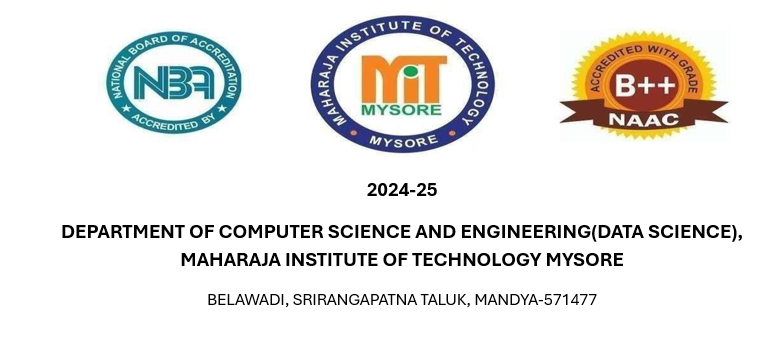 NATIONAL BOARD OF ACCREDITATION
NBA
★ ACCREDITED BY ★
MAHARAJA INSTITUTE OF TECHNOLOGY
MiT
MYSORE
• MYSORE •
ACCREDITED WITH GRADE
B++
NAAC
2024-25
DEPARTMENT OF COMPUTER SCIENCE AND ENGINEERING(DATA SCIENCE),
MAHARAJA INSTITUTE OF TECHNOLOGY MYSORE
BELAWADI, SRIRANGAPATNA TALUK, MANDYA-571477